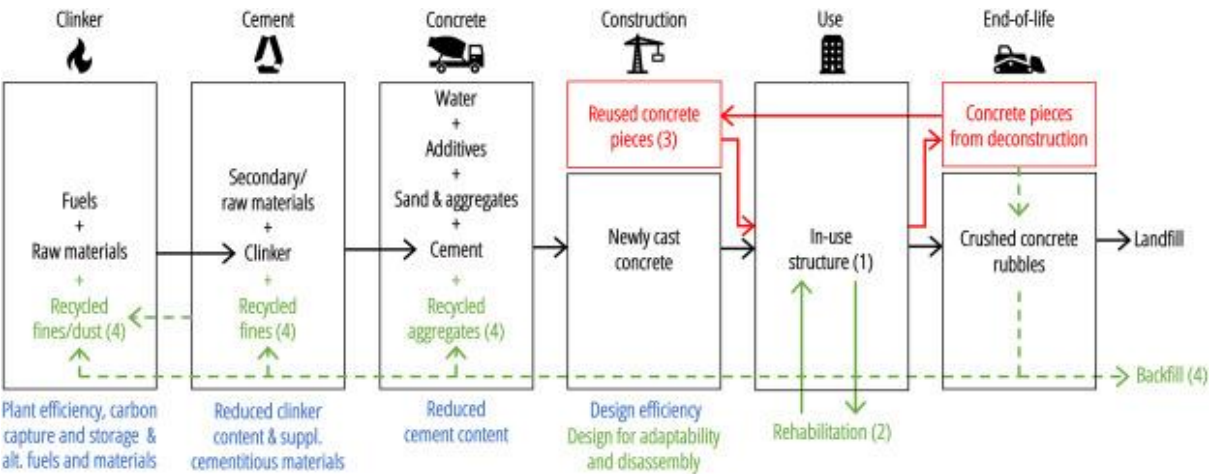 Clinker
Cement
Concrete
Construction
Use
End-of-life
Fuels
+
Raw materials
+
Recycled
fines/dust (4)
Secondary/
raw materials
+
Clinker
+
Recycled
fines (4)
Water
+
Additives
+
Sand & aggregates
+
Cement
+
Recycled
aggregates (4)
Reused concrete
pieces (3)
Newly cast
concrete
In-use
structure (1)
Concrete pieces
from deconstruction
Crushed concrete
rubbles
Landfill
Backfill (4)
Plant efficiency, carbon
capture and storage &
alt. fuels and materials
Reduced clinker
content & suppl.
cementitious materials
Reduced
cement content
Design efficiency
Design for adaptability
and disassembly
Rehabilitation (2)